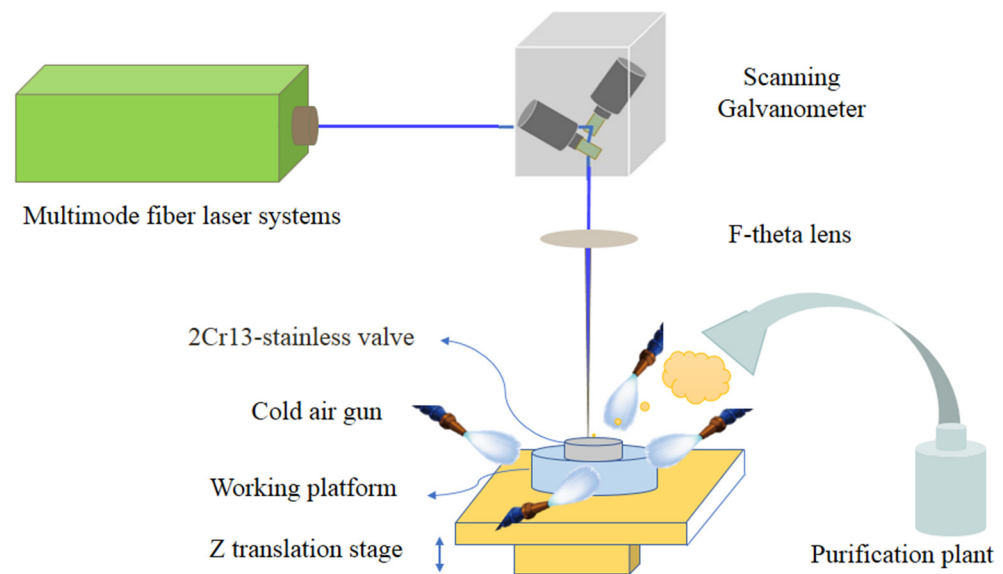 Scanning
Galvanometer
Multimode fiber laser systems
F-theta lens
2Cr13-stainless valve
Cold air gun
Working platform
Z translation stage
Purification plant